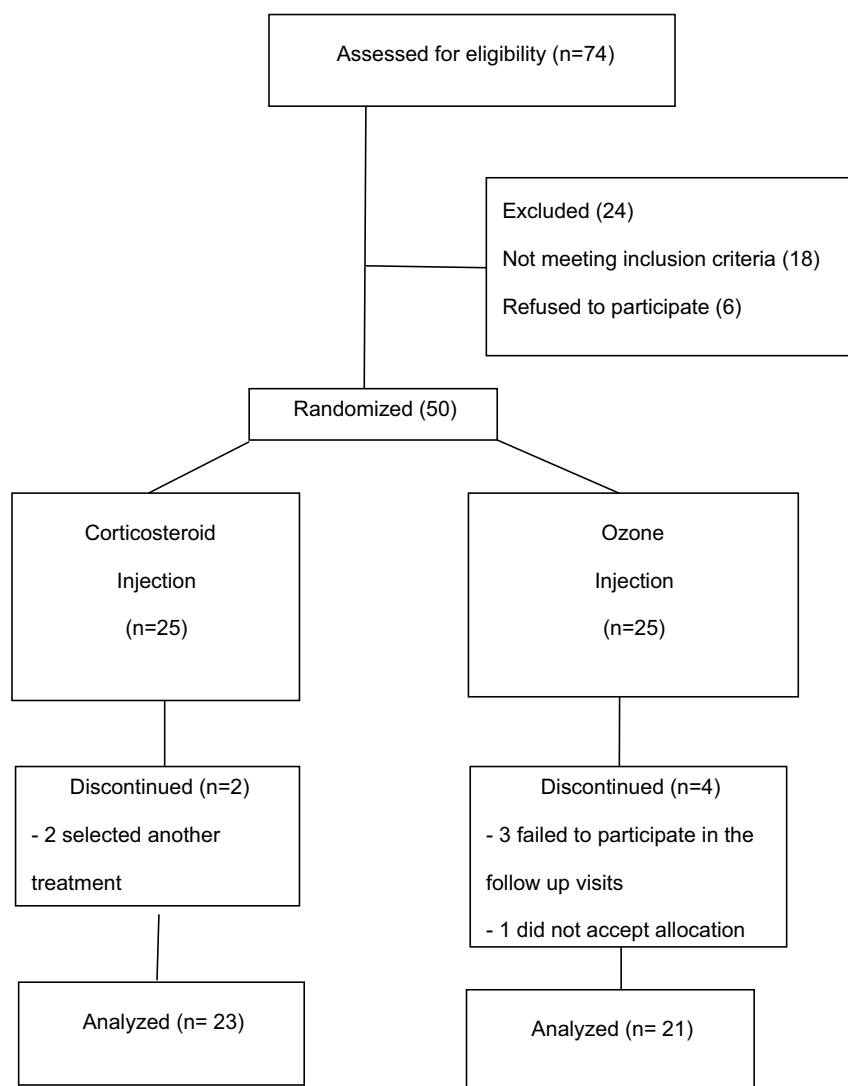 Assessed for eligibility (n=74)
Excluded (24)
Not meeting inclusion criteria (18)
Refused to participate (6)
Randomized (50)
Corticosteroid
Injection
(n=25)
Ozone
Injection
(n=25)
Discontinued (n=2)
- 2 selected another
treatment
Discontinued (n=4)
- 3 failed to participate in the
follow up visits
- 1 did not accept allocation
Analyzed (n= 23)
Analyzed (n= 21)